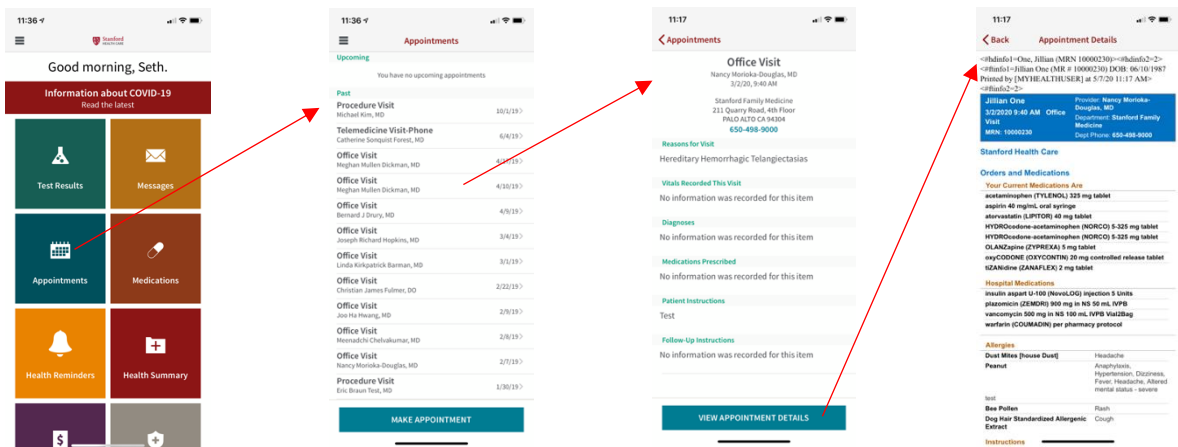 11:36
Stanford
HEALTH CARE
Good morning, Seth.
Information about COVID-19
Read the latest
Test Results
Messages
Appointments
Medications
Health Reminders
Health Summary
$
11:36
Appointments
Upcoming
You have no upcoming appointments
Past
Procedure Visit
Michael Kim, MD
10/1/19
Telemedicine Visit-Phone
Catherine Sonquist Forest, MD
6/4/19
Office Visit
Meghan Mullen Dickman, MD
Office Visit
Meghan Mullen Dickman, MD
4/10/19
Office Visit
Bernard J Drury, MD
4/9/19
Office Visit
Joseph Richard Hopkins, MD
3/4/19
Office Visit
Linda Kirkpatrick Barman, MD
3/1/19
Office Visit
Christian James Fulmer, DO
2/22/19
Office Visit
Joo Ha Hwang, MD
2/9/19
Office Visit
Meenadchi Chelvakumar, MD
2/8/19
Office Visit
Nancy Morioka-Douglas, MD
2/7/19
Procedure Visit
Eric Braun Test, MD
1/30/19
MAKE APPOINTMENT
11:17
Appointments
Office Visit
Nancy Morioka-Douglas, MD
3/2/20, 9:40 AM
Stanford Family Medicine
211 Quarry Road, 4th Floor
PALO ALTO CA 94304
650-498-9000
Reasons for Visit
Hereditary Hemorrhagic Telangiectasias
Vitals Recorded This Visit
No information was recorded for this item
Diagnoses
No information was recorded for this item
Medications Prescribed
No information was recorded for this item
Patient Instructions
Test
Follow-Up Instructions
No information was recorded for this item
VIEW APPOINTMENT DETAILS
11:17
Back
Appointment Details
<#hdinfo1=One, Jillian (MRN 10000230)><#hdinfo2=2>
<#ftinfo1=Jillian One (MR # 10000230) DOB: 06/10/1987
Printed by [MYHEALTHUSER] at 5/7/20 11:17 AM>
<#ftinfo2=2>
Jillian One
3/2/2020 9:40 AM Office
Visit
MRN: 10000230
Provider: Nancy Morioka-
Douglas, MD
Department: Stanford Family
Medicine
Dept Phone: 650-498-9000
Stanford Health Care
Orders and Medications
Your Current Medications Are
acetaminophen (TYLENOL) 325 mg tablet
aspirin 40 mg/mL oral syringe
atorvastatin (LIPITOR) 40 mg tablet
HYDROcodone-acetaminophen (NORCO) 5-325 mg tablet
HYDROcodone-acetaminophen (NORCO) 5-325 mg tablet
OLANZapine (ZYPREXA) 5 mg tablet
oxyCODONE (OXYCONTIN) 20 mg controlled release tablet
tiZANidine (ZANAFLEX) 2 mg tablet
Hospital Medications
insulin aspart U-100 (NovoLOG) injection 5 Units
plazomicin (ZEMDRI) 900 mg in NS 50 mL IVPB
vancomycin 500 mg in NS 100 mL IVPB Vial2Bag
warfarin (COUMADIN) per pharmacy protocol
Allergies
Dust Mites [house Dust]
Headache
Peanut
Anaphylaxis,
Hypertension, Dizziness,
Fever, Headache, Altered
mental status - severe
test
Bee Pollen
Rash
Dog Hair Standardized Allergenic
Extract
Cough
Instructions